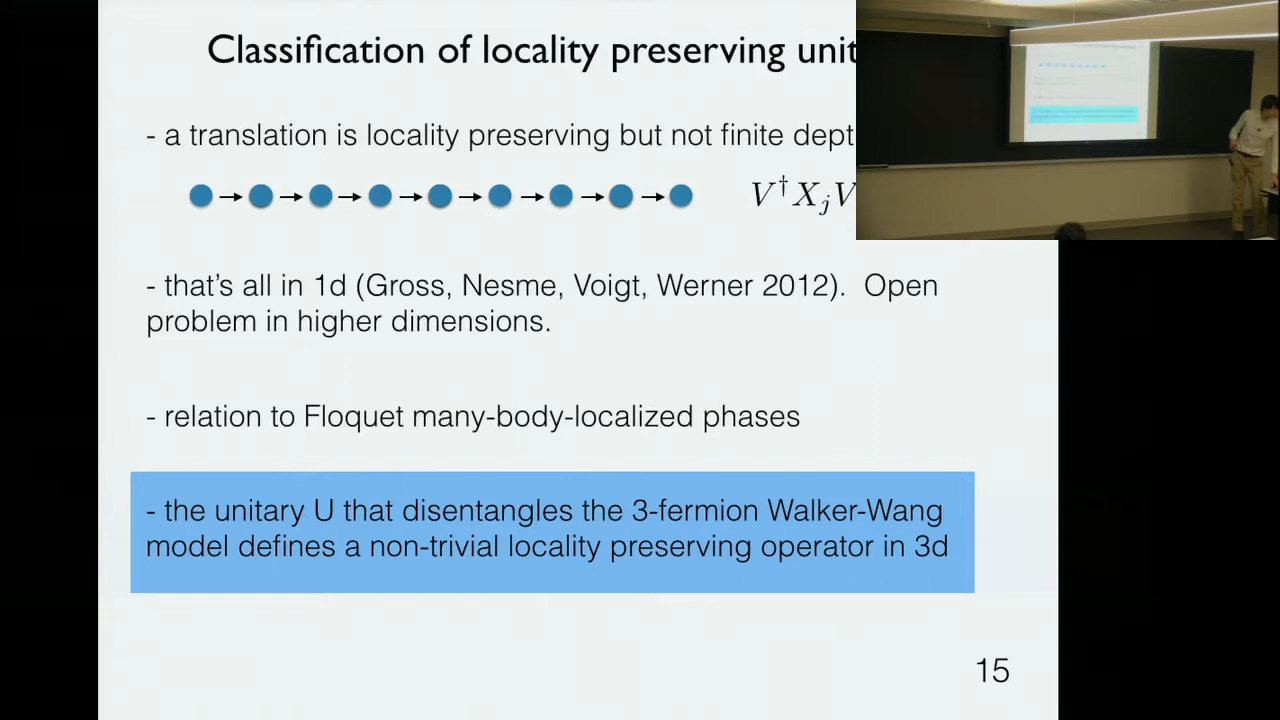 Classification of locality preserving unit
- a translation is locality preserving but not finite dept
V†XjV
- that's all in 1d (Gross, Nesme, Voigt, Werner 2012). Open
problem in higher dimensions.
- relation to Floquet many-body-localized phases
- the unitary U that disentangles the 3-fermion Walker-Wang
model defines a non-trivial locality preserving operator in 3d
15